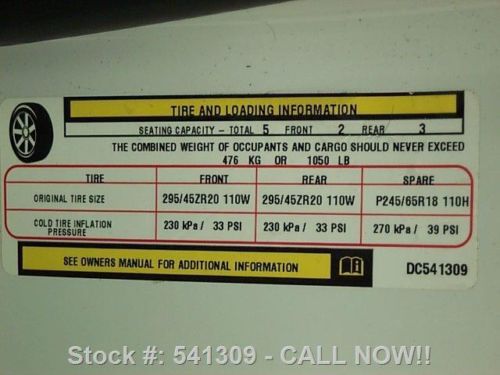 TIRE AND LOADING INFORMATION
SEATING CAPACITY - TOTAL 5 FRONT 2 REAR 3
THE COMBINED WEIGHT OF OCCUPANTS AND CARGO SHOULD NEVER EXCEED
476 KG OR 1050 LB
TIRE FRONT REAR SPARE
ORIGINAL TIRE SIZE 295/45ZR20 110W 295/45ZR20 110W P245/65R18 110H
COLD TIRE INFLATION
PRESSURE 230 kPa / 33 PSI 230 kPa / 33 PSI 270 kPa / 39 PSI
SEE OWNERS MANUAL FOR ADDITIONAL INFORMATION DC541309
Stock #: 541309 - CALL NOW!!